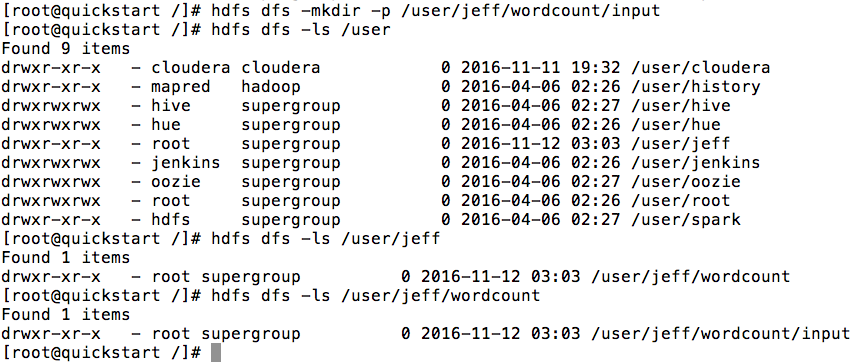 [root@quickstart /]# hdfs dfs -mkdir -p /user/jeff/wordcount/input
[root@quickstart /]# hdfs dfs -ls /user
Found 9 items
drwxr-xr-x   - cloudera cloudera            0 2016-11-11 19:32 /user/cloudera
drwxr-xr-x   - mapred   hadoop              0 2016-04-06 02:26 /user/history
drwxrwxrwx   - hive     supergroup          0 2016-04-06 02:27 /user/hive
drwxrwxrwx   - hue      supergroup          0 2016-04-06 02:26 /user/hue
drwxr-xr-x   - root     supergroup          0 2016-11-12 03:03 /user/jeff
drwxrwxrwx   - jenkins  supergroup          0 2016-04-06 02:26 /user/jenkins
drwxrwxrwx   - oozie    supergroup          0 2016-04-06 02:27 /user/oozie
drwxrwxrwx   - root     supergroup          0 2016-04-06 02:26 /user/root
drwxr-xr-x   - hdfs     supergroup          0 2016-04-06 02:27 /user/spark
[root@quickstart /]# hdfs dfs -ls /user/jeff
Found 1 items
drwxr-xr-x   - root supergroup          0 2016-11-12 03:03 /user/jeff/wordcount
[root@quickstart /]# hdfs dfs -ls /user/jeff/wordcount
Found 1 items
drwxr-xr-x   - root supergroup          0 2016-11-12 03:03 /user/jeff/wordcount/input
[root@quickstart /]#